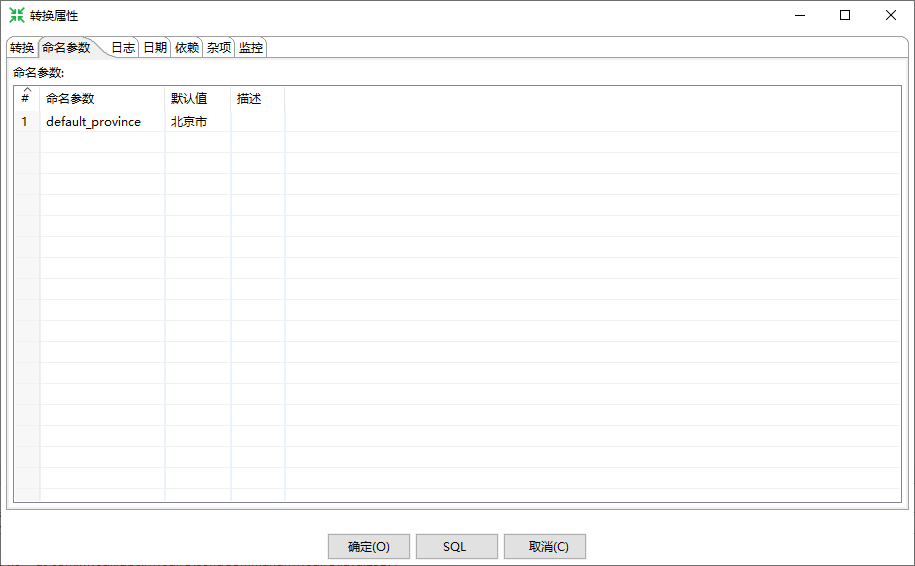 转换属性
转换 命名参数 日志 日期 依赖 杂项 监控
命名参数:
# 命名参数 默认值 描述
1 default_province 北京市
确定(O) SQL 取消(C)